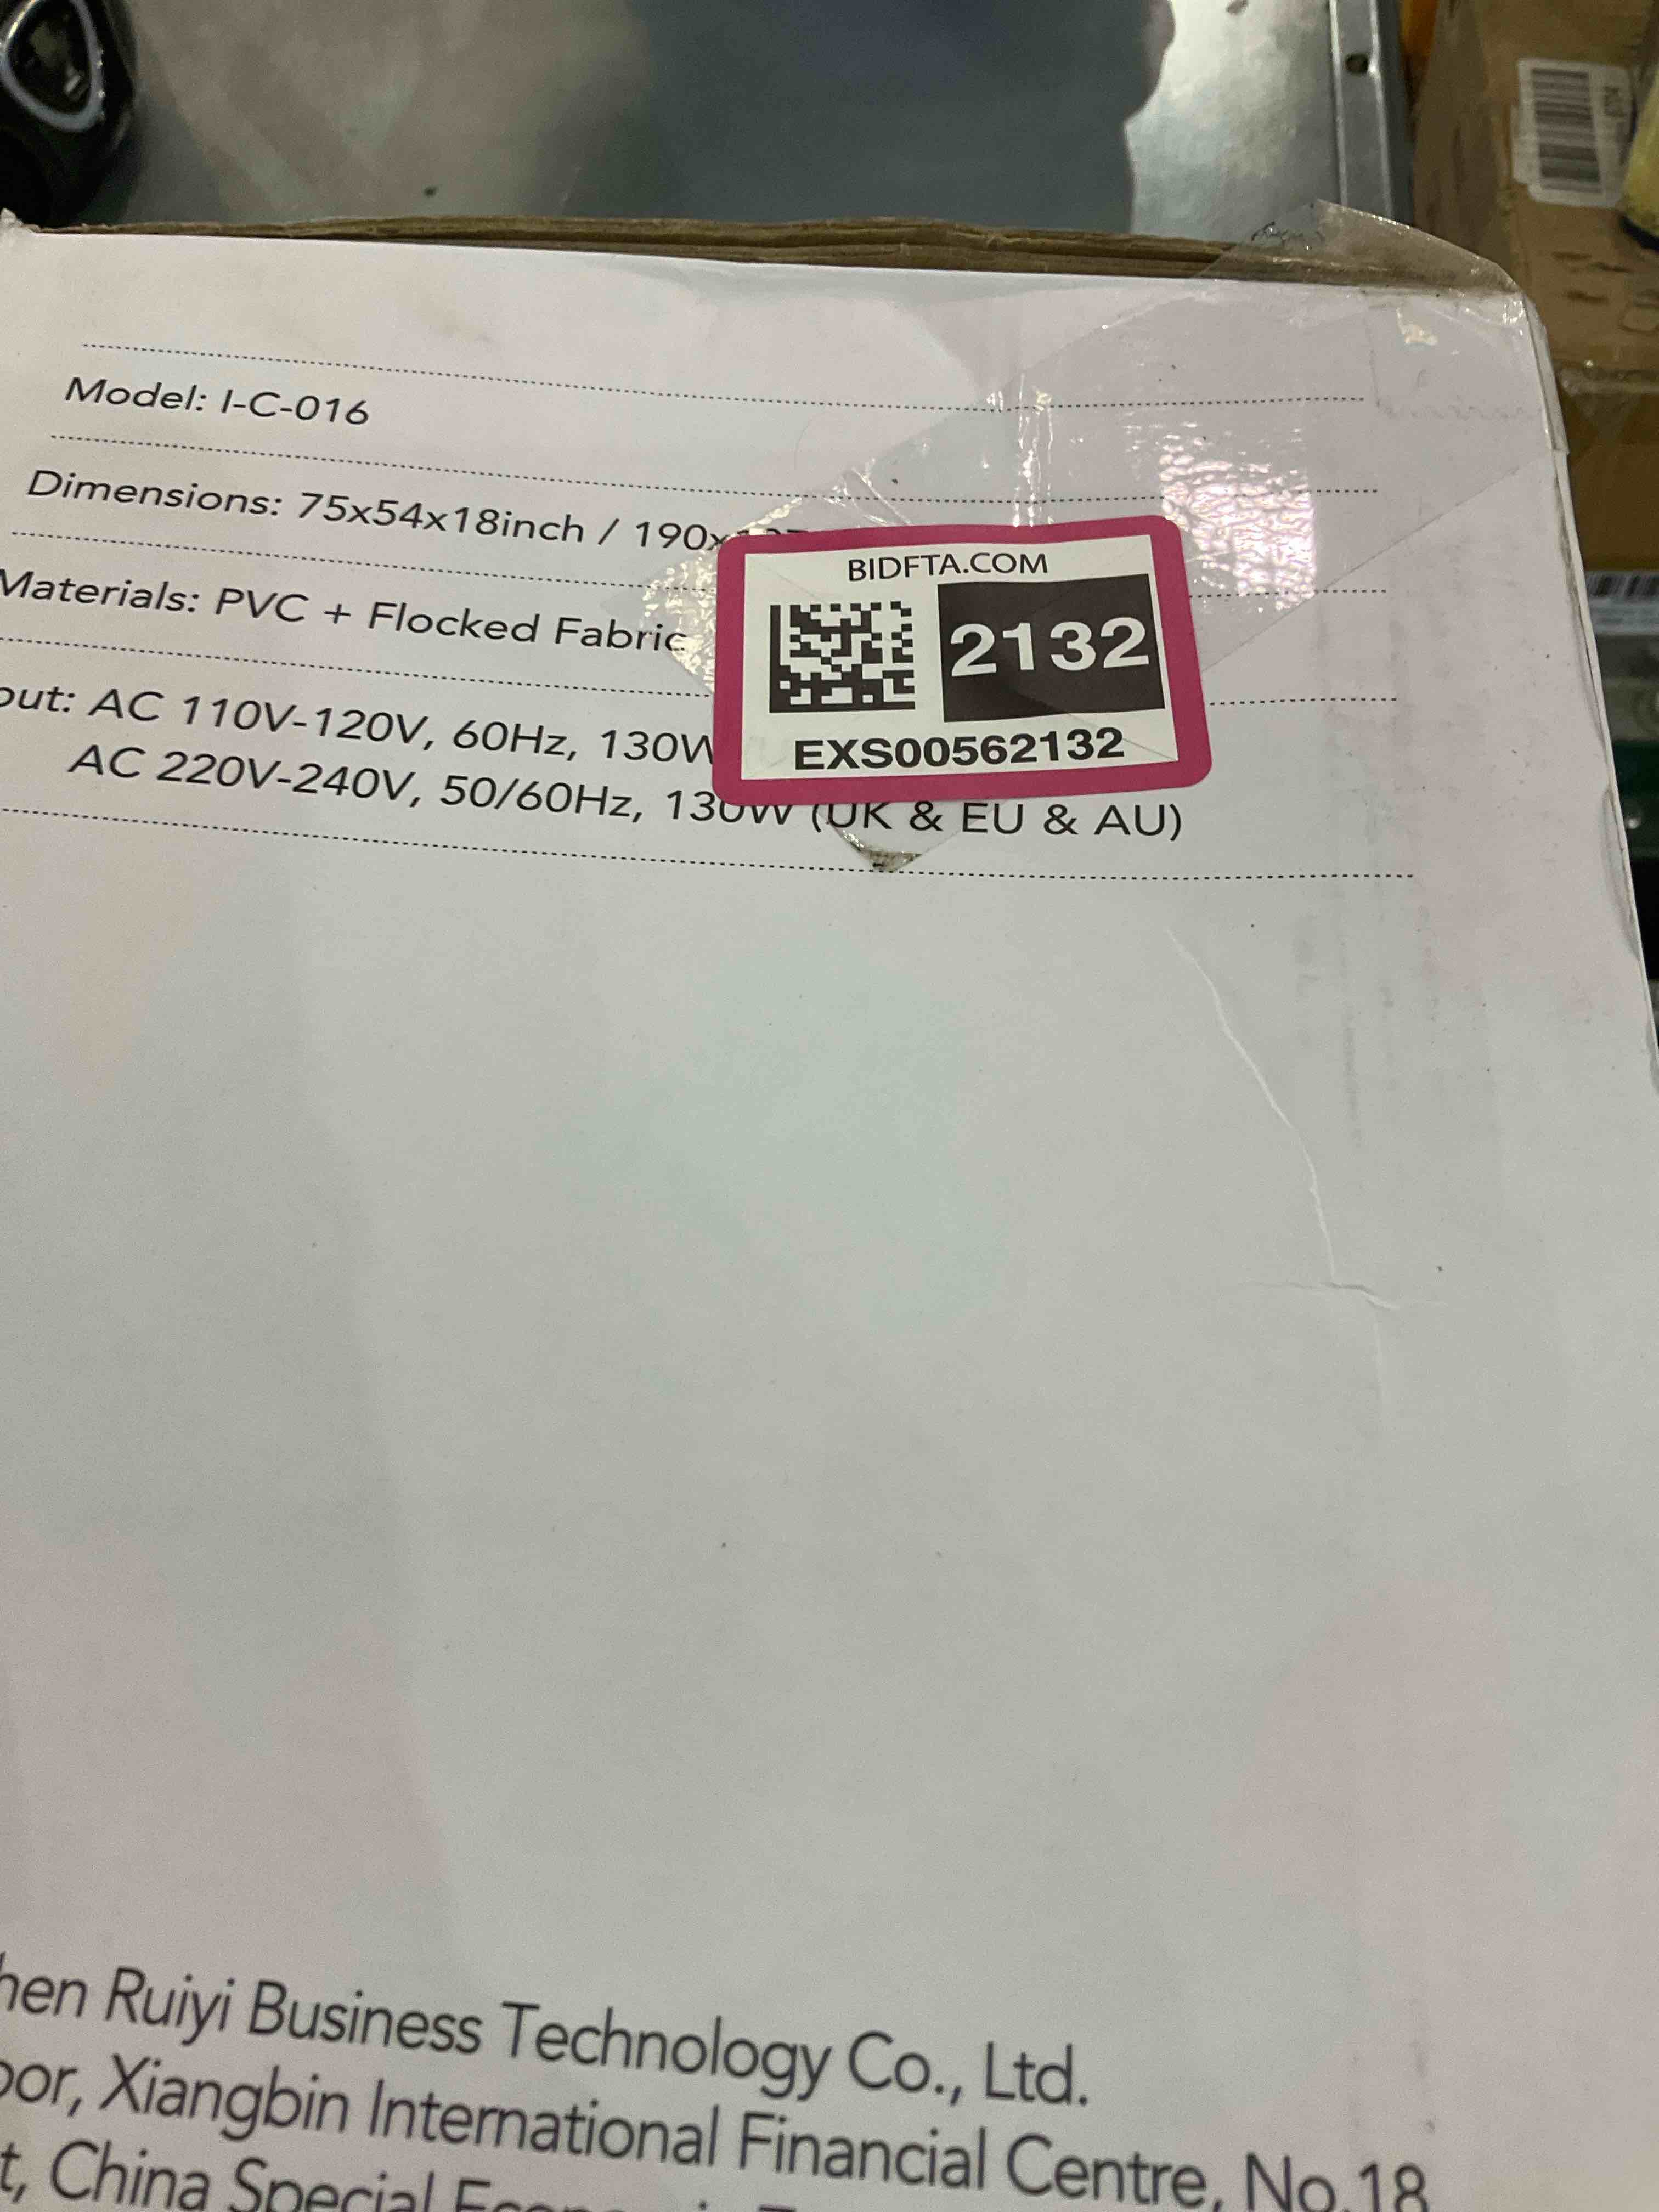 Model: I-C-016
Dimensions: 75x54x18inch / 190x
Materials: PVC + Flocked Fabric
put: AC 110V-120V, 60Hz, 130W
AC 220V-240V, 50/60Hz, 130W (UK & EU & AU)
BIDFTA.COM
2132
EXS00562132
hen Ruiyi Business Technology Co., Ltd.
oor, Xiangbin International Financial Centre, No.18
t, China Special